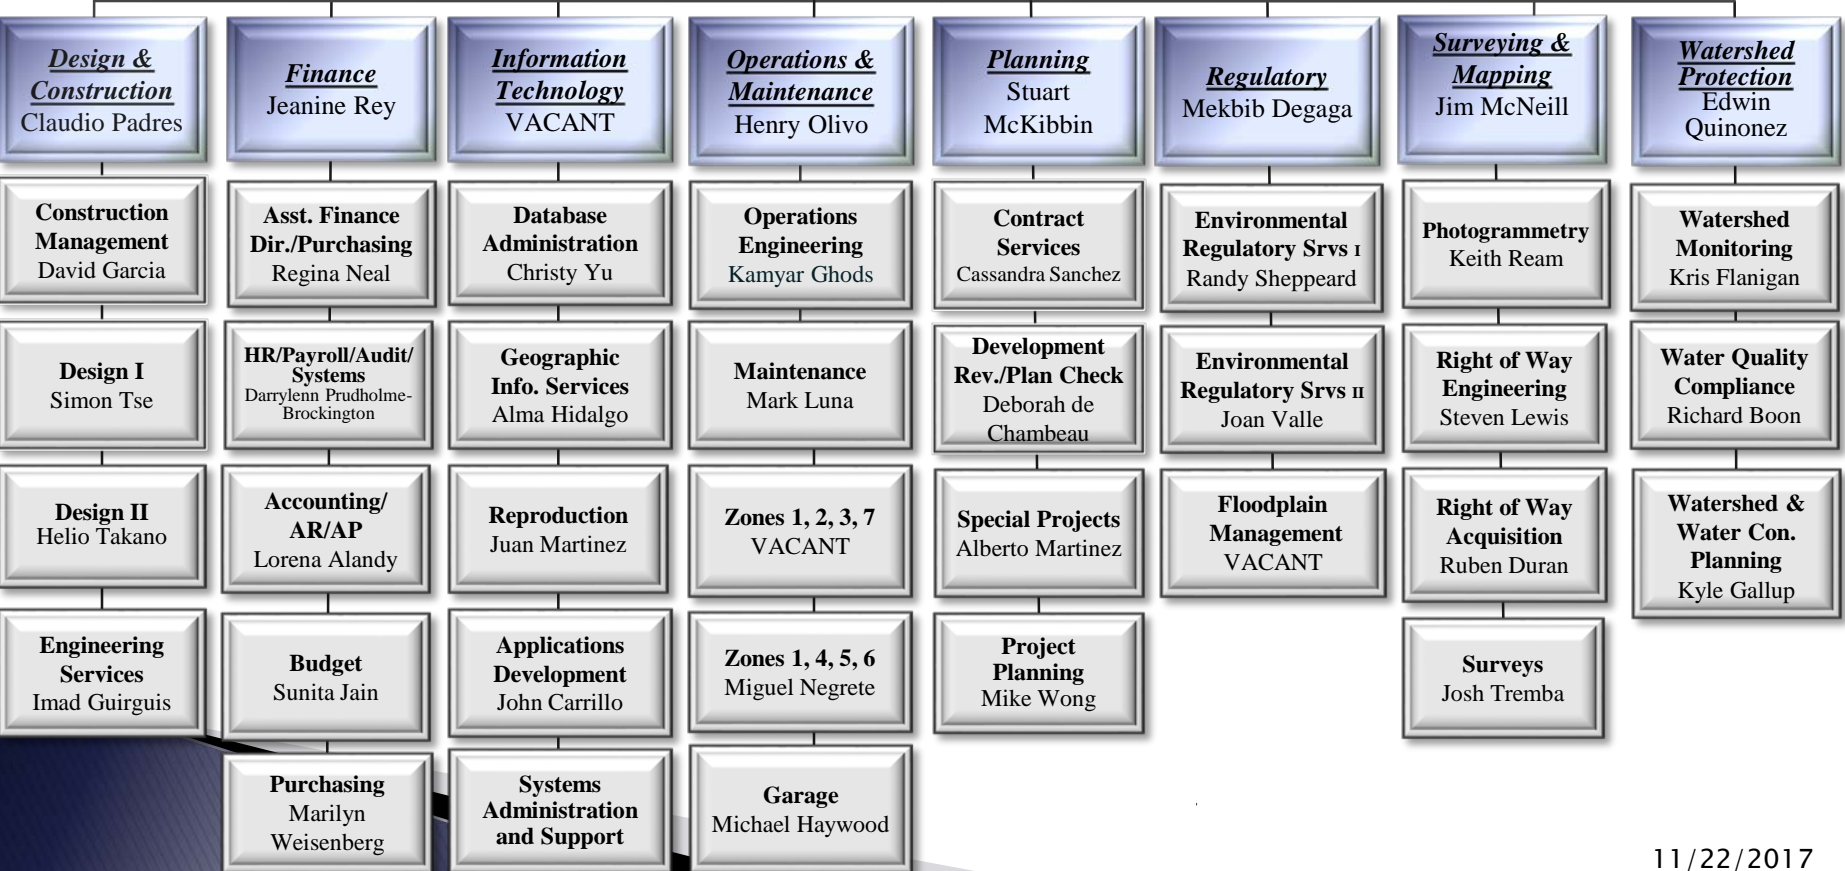 Design &
Construction
Claudio Padres
Construction
Management
David Garcia
Design I
Simon Tse
Design II
Helio Takano
Engineering
Services
Imad Guirguis
Finance
Jeanine Rey
Asst. Finance
Dir./Purchasing
Regina Neal
HR/Payroll/Audit/
Systems
Darrylenn Prudholme-
Brockington
Accounting/
AR/AP
Lorena Alandy
Budget
Sunita Jain
Purchasing
Marilyn
Weisenberg
Information
Technology
VACANT
Database
Administration
Christy Yu
Geographic
Info. Services
Alma Hidalgo
Reproduction
Juan Martinez
Applications
Development
John Carrillo
Systems
Administration
and Support
Operations &
Maintenance
Henry Olivo
Operations
Engineering
Kamyar Ghods
Maintenance
Mark Luna
Zones 1, 2, 3, 7
VACANT
Zones 1, 4, 5, 6
Miguel Negrete
Garage
Michael Haywood
Planning
Stuart
McKibbin
Contract
Services
Cassandra Sanchez
Development
Rev./Plan Check
Deborah de
Chambeau
Special Projects
Alberto Martinez
Project
Planning
Mike Wong
Regulatory
Mekbib Degaga
Environmental
Regulatory Srvs I
Randy Sheppeard
Environmental
Regulatory Srvs II
Joan Valle
Floodplain
Management
VACANT
Surveying &
Mapping
Jim McNeill
Photogrammetry
Keith Ream
Right of Way
Engineering
Steven Lewis
Right of Way
Acquisition
Ruben Duran
Surveys
Josh Tremba
Watershed
Protection
Edwin
Quinonez
Watershed
Monitoring
Kris Flanigan
Water Quality
Compliance
Richard Boon
Watershed &
Water Con.
Planning
Kyle Gallup
11/22/2017